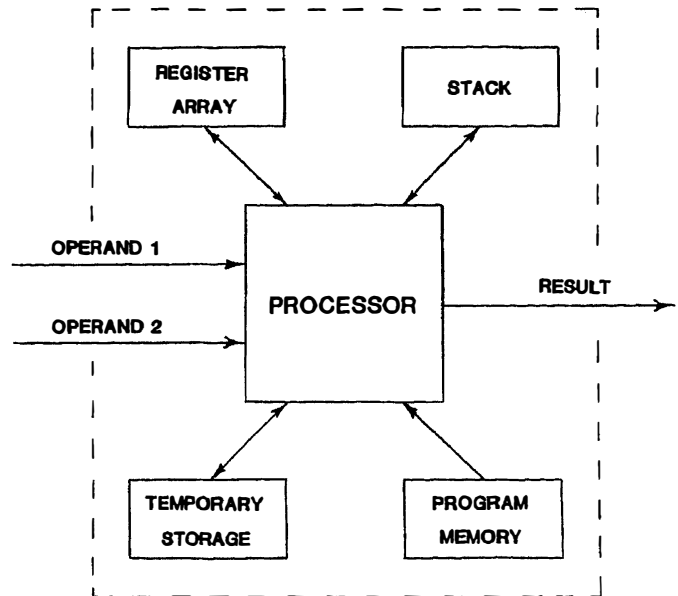 REGISTER
ARRAY
STACK
OPERAND 1
OPERAND 2
PROCESSOR
RESULT
TEMPORARY
STORAGE
PROGRAM
MEMORY